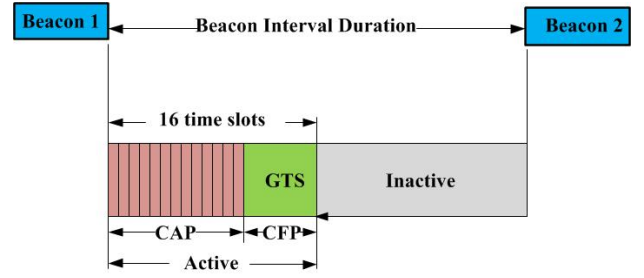 Beacon 1
Beacon Interval Duration
Beacon 2
16 time slots
GTS
Inactive
CAP
CFP
Active